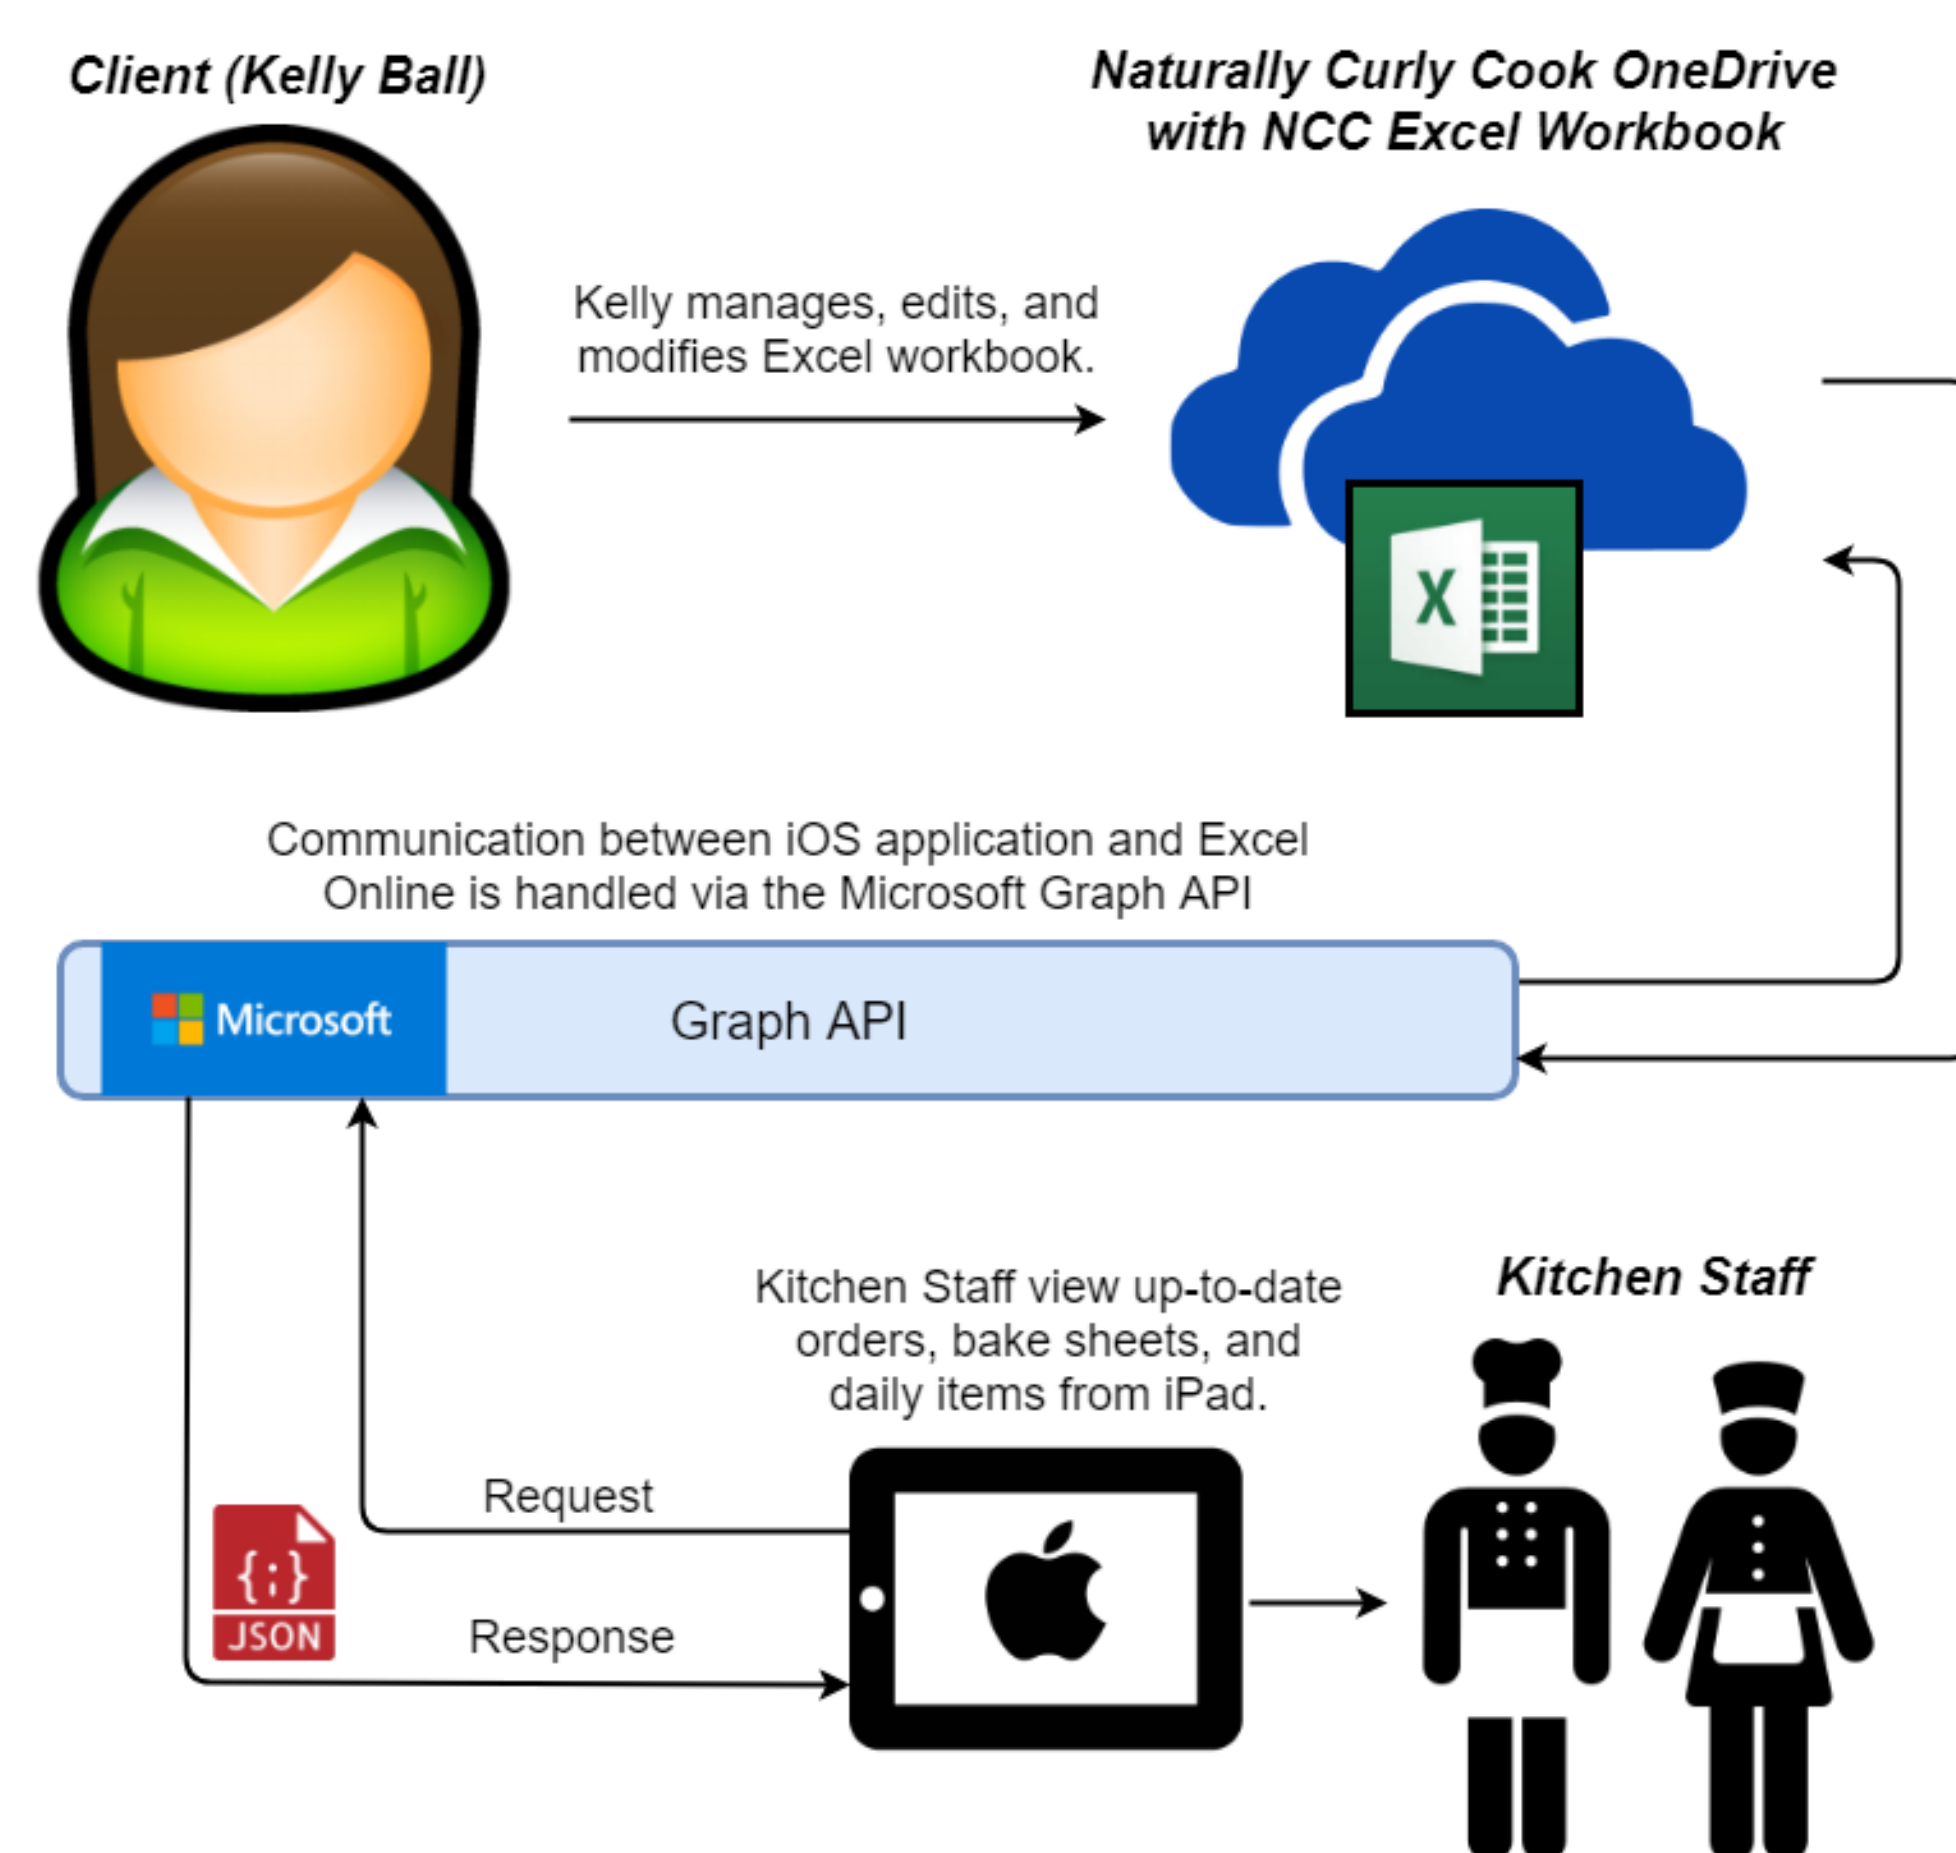 Client (Kelly Ball)
Naturally Curly Cook OneDrive
with NCC Excel Workbook
Kelly manages, edits, and
modifies Excel workbook.
X
Communication between iOS application and Excel
Online is handled via the Microsoft Graph API
Microsoft
Graph API
Kitchen Staff view up-to-date
orders, bake sheets, and
daily items from iPad.
Kitchen Staff
Request
{;}
JSON
Response